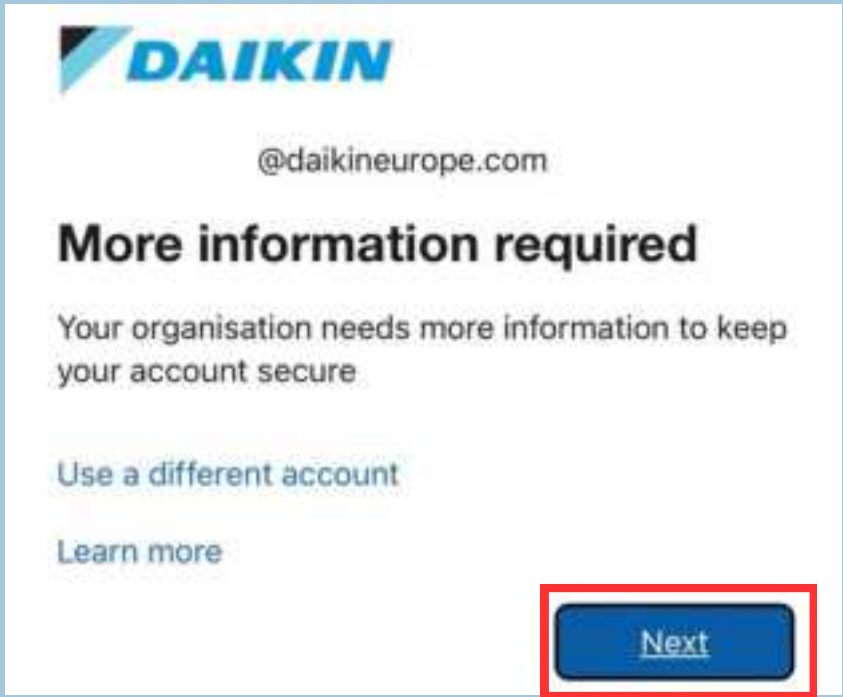 DAIKIN
@daikineurope.com
More information required
Your organisation needs more information to keep
your account secure
Use a different account
Learn more
Next